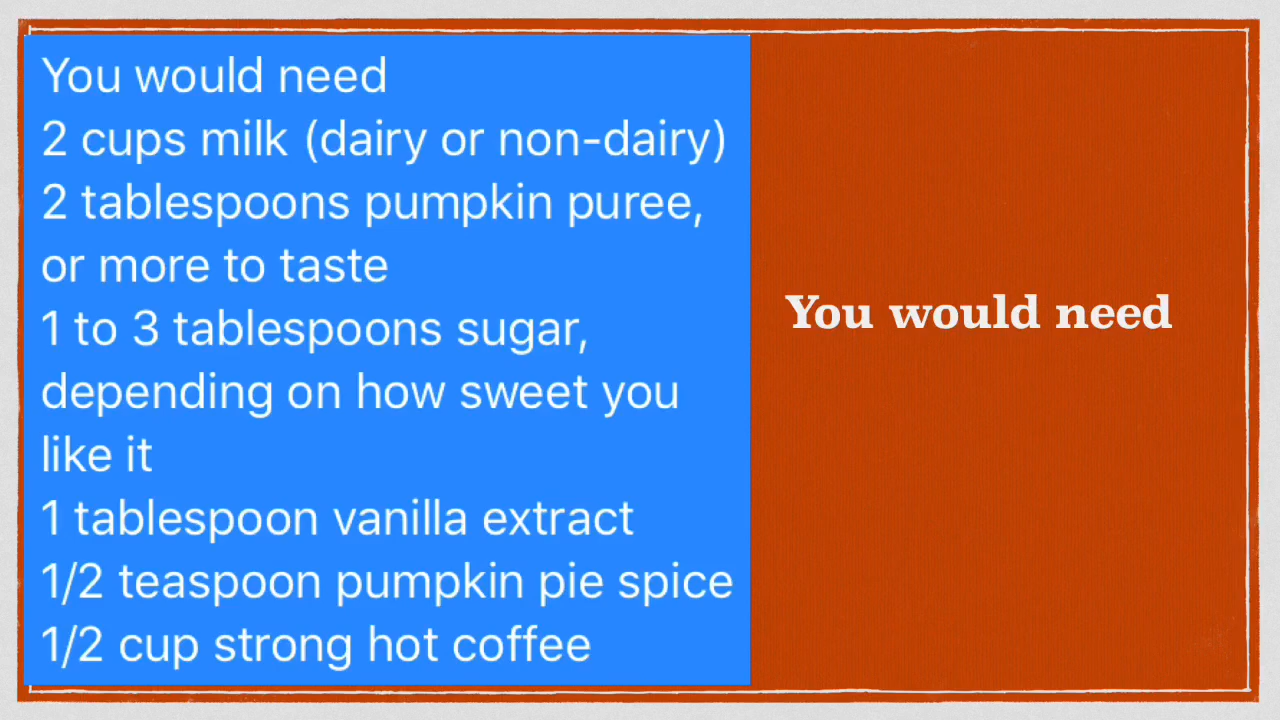 You would need
2 cups milk (dairy or non-dairy)
2 tablespoons pumpkin puree,
or more to taste
1 to 3 tablespoons sugar,
depending on how sweet you
like it
1 tablespoon vanilla extract
1/2 teaspoon pumpkin pie spice
1/2 cup strong hot coffee
You would need